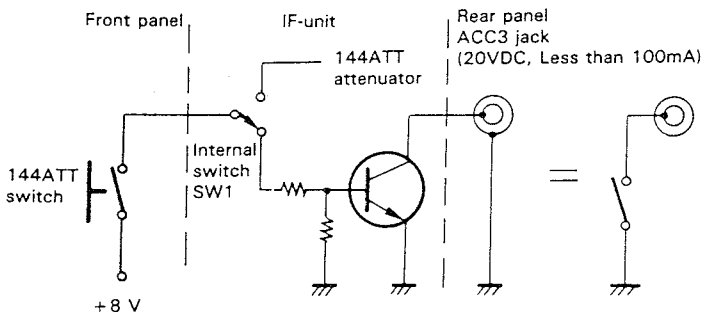 Front panel
IF-unit
Rear panel
ACC3 jack
(20VDC, Less than 100mA)
144ATT
attenuator
144ATT
switch
Internal
switch
SW1
+8 V